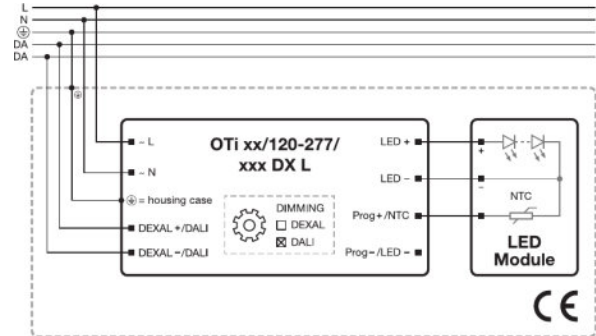 L
N
DA
DA
~ L
~ N
⏚ = housing case
DEXAL +/DALI
DEXAL -/DALI
OTi xx/120-277/
xxx DX L
DIMMING
☐ DEXAL
☒ DALI
LED +
LED -
Prog+/NTC
Prog-/LED -
+
-
NTC
LED
Module
CE